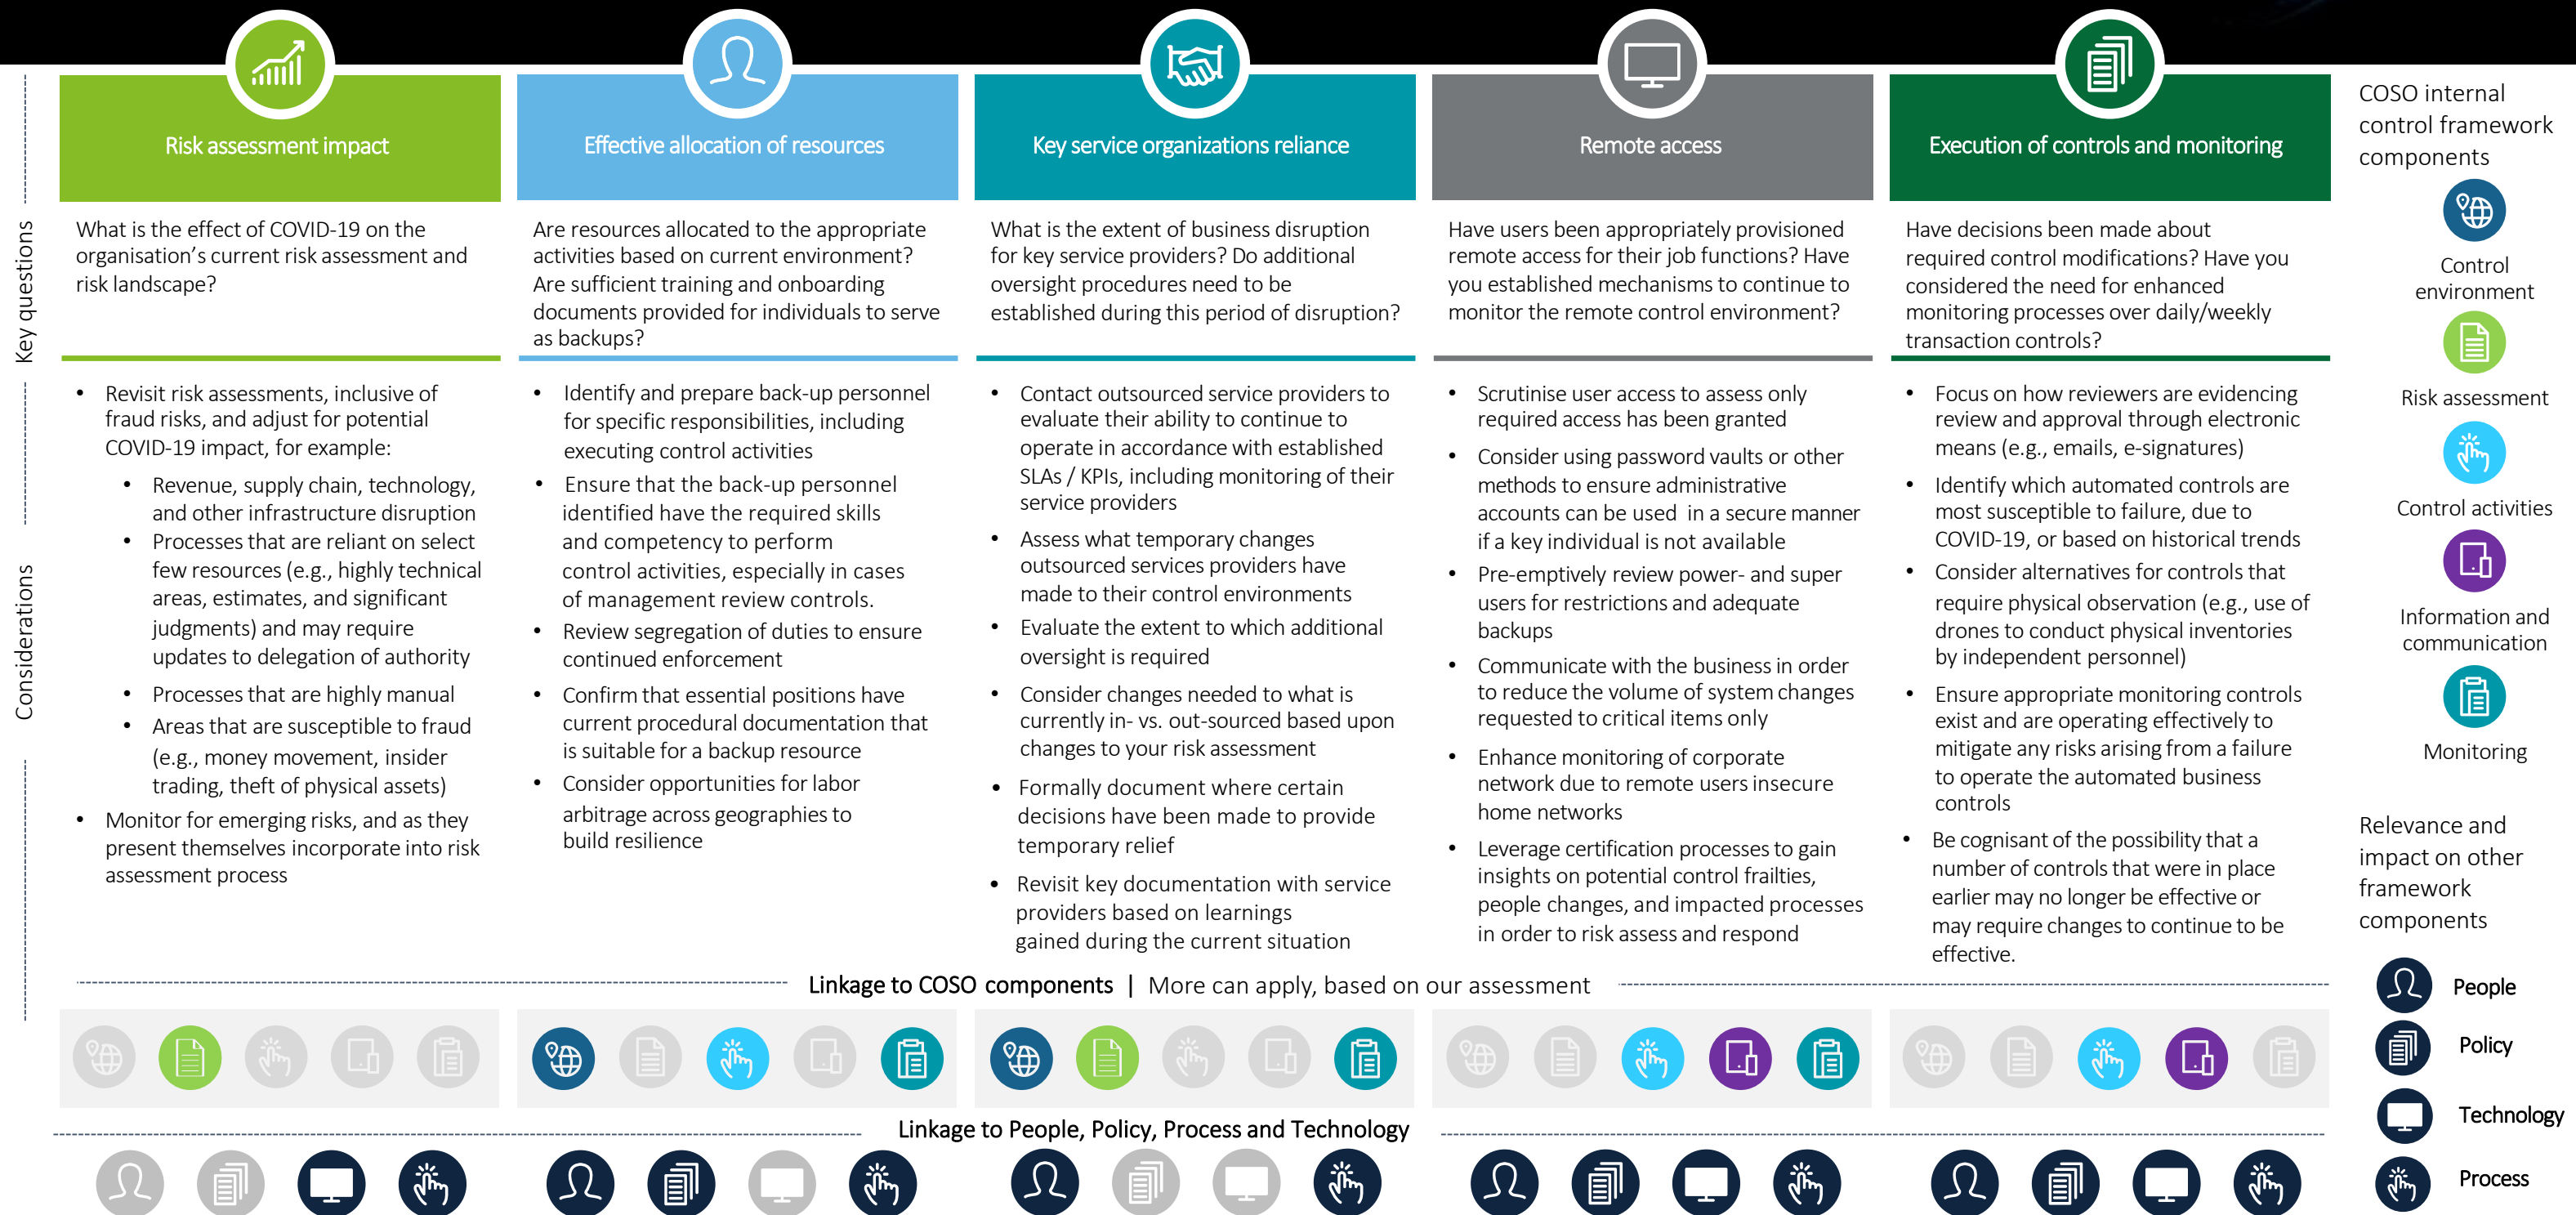 Risk assessment impact
Effective allocation of resources
Key service organizations reliance
Remote access
Execution of controls and monitoring
Key questions
What is the effect of COVID-19 on the
organisation's current risk assessment and
risk landscape?
Are resources allocated to the appropriate
activities based on current environment?
Are sufficient training and onboarding
documents provided for individuals to serve
as backups?
What is the extent of business disruption
for key service providers? Do additional
oversight procedures need to be
established during this period of disruption?
Have users been appropriately provisioned
remote access for their job functions? Have
you established mechanisms to continue to
monitor the remote control environment?
Have decisions been made about
required control modifications? Have you
considered the need for enhanced
monitoring processes over daily/weekly
transaction controls?
Considerations
• Revisit risk assessments, inclusive of
fraud risks, and adjust for potential
COVID-19 impact, for example:
• Revenue, supply chain, technology,
and other infrastructure disruption
• Processes that are reliant on select
few resources (e.g., highly technical
areas, estimates, and significant
judgments) and may require
updates to delegation of authority
• Processes that are highly manual
• Areas that are susceptible to fraud
(e.g., money movement, insider
trading, theft of physical assets)
• Monitor for emerging risks, and as they
present themselves incorporate into risk
assessment process
• Identify and prepare back-up personnel
for specific responsibilities, including
executing control activities
• Ensure that the back-up personnel
identified have the required skills
and competency to perform
control activities, especially in cases
of management review controls.
• Review segregation of duties to ensure
continued enforcement
• Confirm that essential positions have
current procedural documentation that
is suitable for a backup resource
• Consider opportunities for labor
arbitrage across geographies to
build resilience
• Contact outsourced service providers to
evaluate their ability to continue to
operate in accordance with established
SLAs / KPIs, including monitoring of their
service providers
• Assess what temporary changes
outsourced services providers have
made to their control environments
• Evaluate the extent to which additional
oversight is required
• Consider changes needed to what is
currently in- vs. out-sourced based upon
changes to your risk assessment
• Formally document where certain
decisions have been made to provide
temporary relief
• Revisit key documentation with service
providers based on learnings
gained during the current situation
• Scrutinise user access to assess only
required access has been granted
• Consider using password vaults or other
methods to ensure administrative
accounts can be used in a secure manner
if a key individual is not available
• Pre-emptively review power- and super
users for restrictions and adequate
backups
• Communicate with the business in order
to reduce the volume of system changes
requested to critical items only
• Enhance monitoring of corporate
network due to remote users insecure
home networks
• Leverage certification processes to gain
insights on potential control frailties,
people changes, and impacted processes
in order to risk assess and respond
• Focus on how reviewers are evidencing
review and approval through electronic
means (e.g., emails, e-signatures)
• Identify which automated controls are
most susceptible to failure, due to
COVID-19, or based on historical trends
• Consider alternatives for controls that
require physical observation (e.g., use of
drones to conduct physical inventories
by independent personnel)
• Ensure appropriate monitoring controls
exist and are operating effectively to
mitigate any risks arising from a failure
to operate the automated business
controls
• Be cognisant of the possibility that a
number of controls that were in place
earlier may no longer be effective or
may require changes to continue to be
effective.
Linkage to COSO components | More can apply, based on our assessment
Linkage to People, Policy, Process and Technology
COSO internal
control framework
components
Control
environment
Risk assessment
Control activities
Information and
communication
Monitoring
Relevance and
impact on other
framework
components
People
Policy
Technology
Process